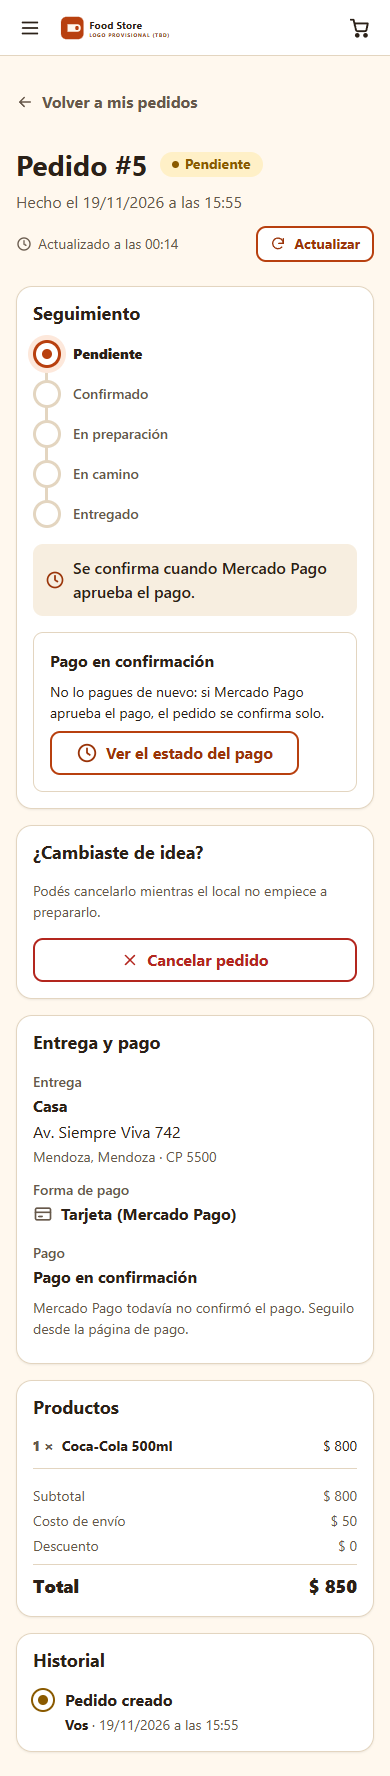 Food Store
LOGO PROVISIONAL (TBD)
Volver a mis pedidos
Pedido #5
Pendiente
Hecho el 19/11/2026 a las 15:55
Actualizado a las 00:14
Actualizar
Seguimiento
Pendiente
Confirmado
En preparación
En camino
Entregado
Se confirma cuando Mercado Pago
aprueba el pago.
Pago en confirmación
No lo pagues de nuevo: si Mercado Pago
aprueba el pago, el pedido se confirma solo.
Ver el estado del pago
¿Cambiaste de idea?
Podés cancelarlo mientras el local no empiece a
prepararlo.
Cancelar pedido
Entrega y pago
Entrega
Casa
Av. Siempre Viva 742
Mendoza, Mendoza · CP 5500
Forma de pago
Tarjeta (Mercado Pago)
Pago
Pago en confirmación
Mercado Pago todavía no confirmó el pago. Seguilo
desde la página de pago.
Productos
1 × Coca-Cola 500ml $ 800
Subtotal $ 800
Costo de envío $ 50
Descuento $ 0
Total $ 850
Historial
Pedido creado
Vos · 19/11/2026 a las 15:55